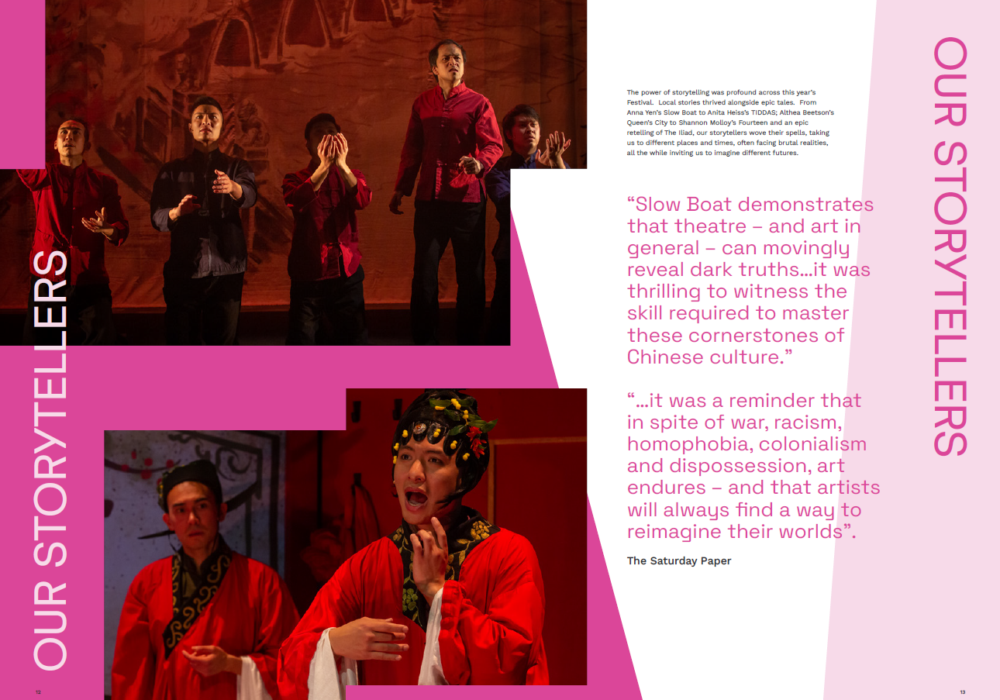 OUR STORYTELLERS
12
The power of storytelling was profound across this year's
Festival.  Local stories thrived alongside epic tales.  From
Anna Yen's Slow Boat to Anita Heiss's TIDDAS; Althea Beetson's
Queen's City to Shannon Molloy's Fourteen and an epic
retelling of The Iliad, our storytellers wove their spells, taking
us to different places and times, often facing brutal realities,
all the while inviting us to imagine different futures.
“Slow Boat demonstrates
that theatre – and art in
general – can movingly
reveal dark truths...it was
thrilling to witness the
skill required to master
these cornerstones of
Chinese culture.”
“...it was a reminder that
in spite of war, racism,
homophobia, colonialism
and dispossession, art
endures – and that artists
will always find a way to
reimagine their worlds”.
The Saturday Paper
OUR STORYTELLERS
13